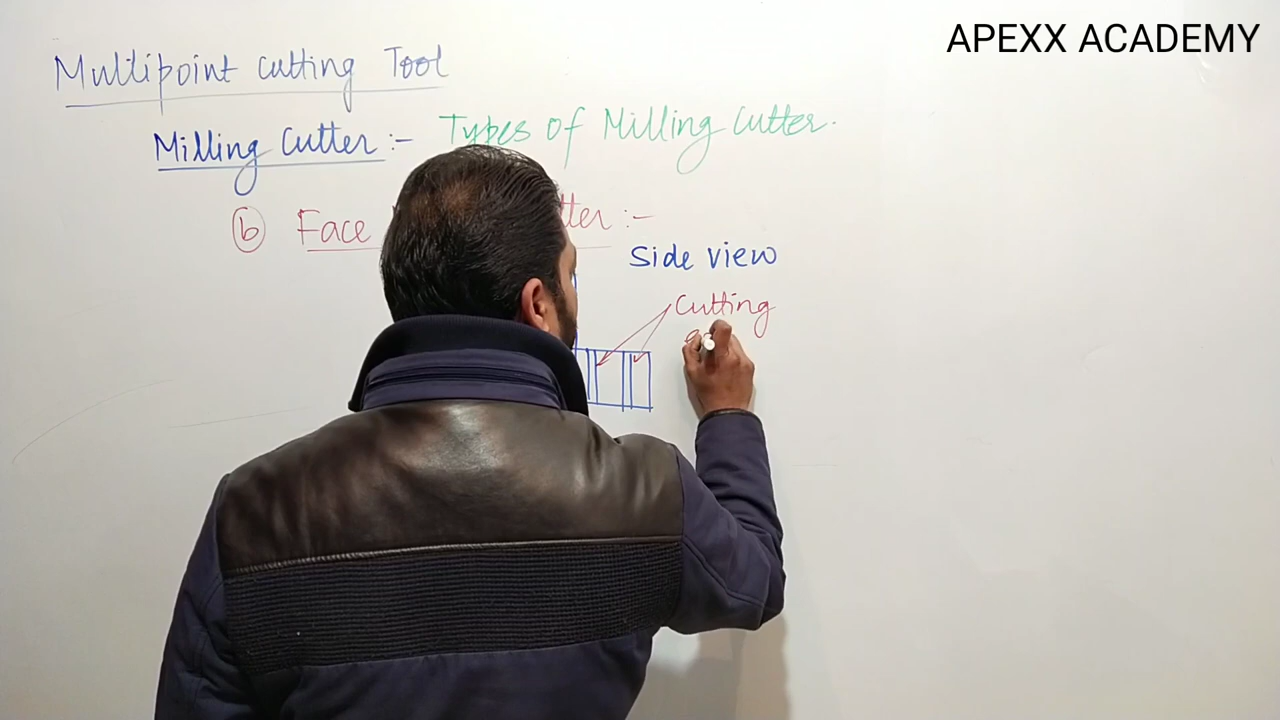 APEXX ACADEMY
Multipoint cutting Tool
Milling Cutter :- Types of Milling Cutter.
b Face :-
Side view
Cutting